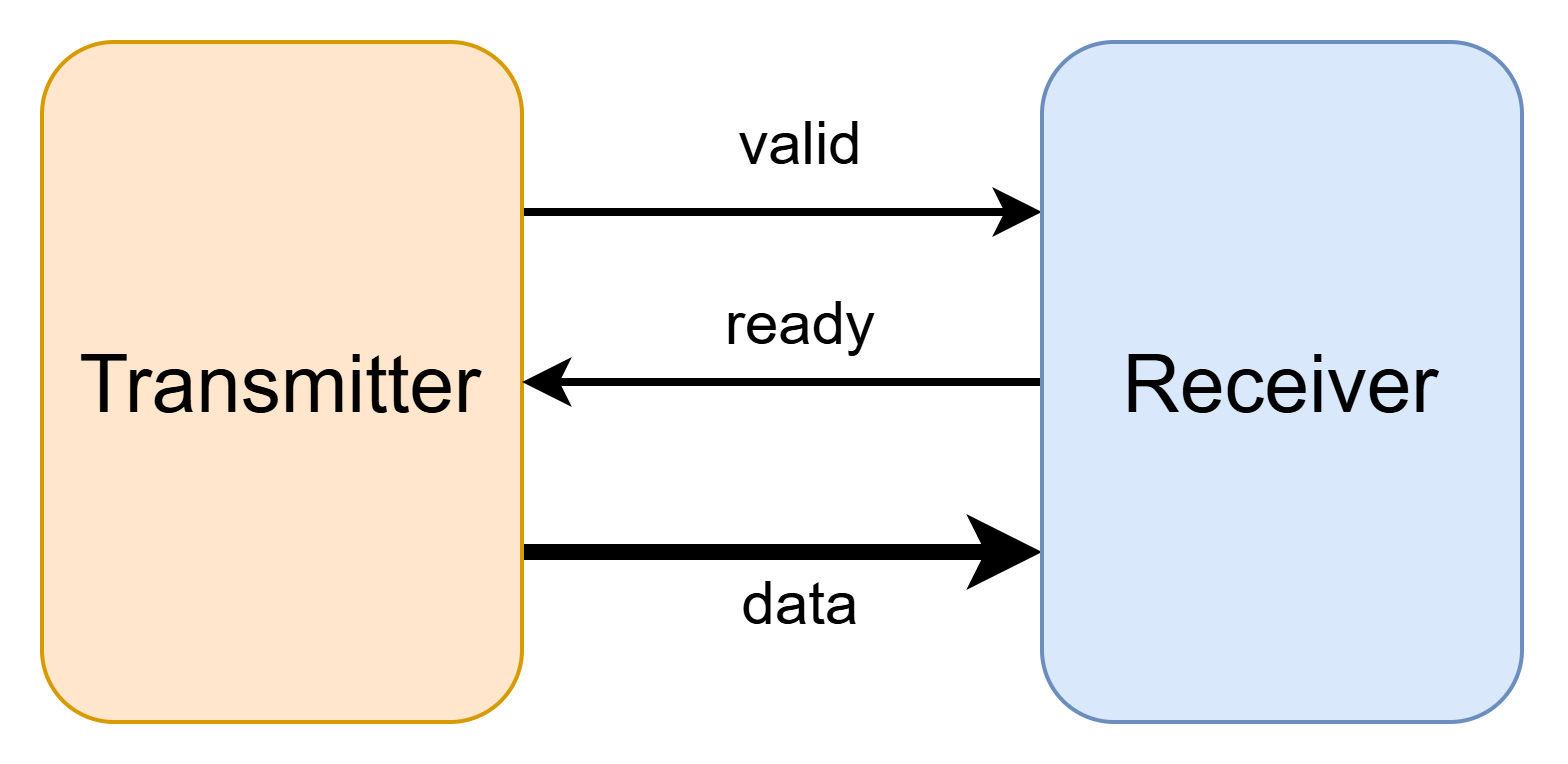 valid
ready
Transmitter
Receiver
data